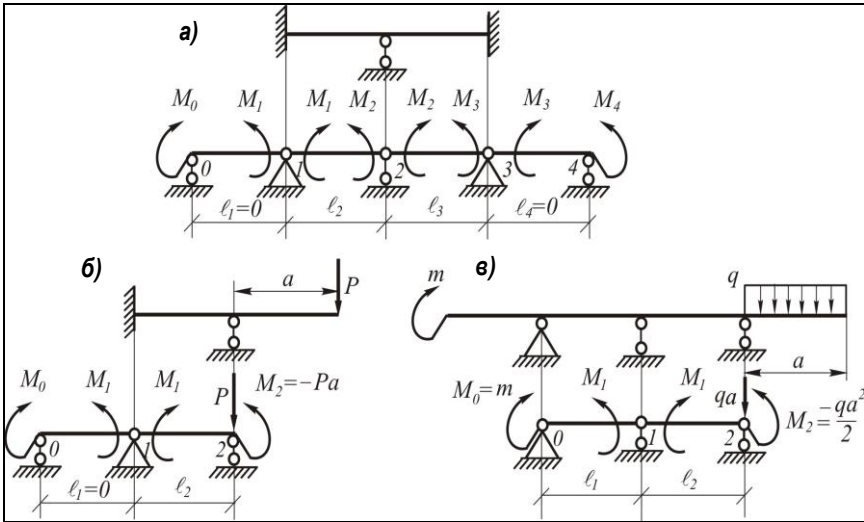 а)
M₀ M₁ M₁ M₂ M₂ M₃ M₃ M₄
0 1 2 3 4
ℓ₁=0 ℓ₂ ℓ₃ ℓ₄=0
б)
a P
M₀ M₁ M₁ P M₂=−Pa
0 1 2
ℓ₁=0 ℓ₂
в)
m q
a
M₀=m M₁ M₁ qa M₂=−qa²/2
0 1 2
ℓ₁ ℓ₂